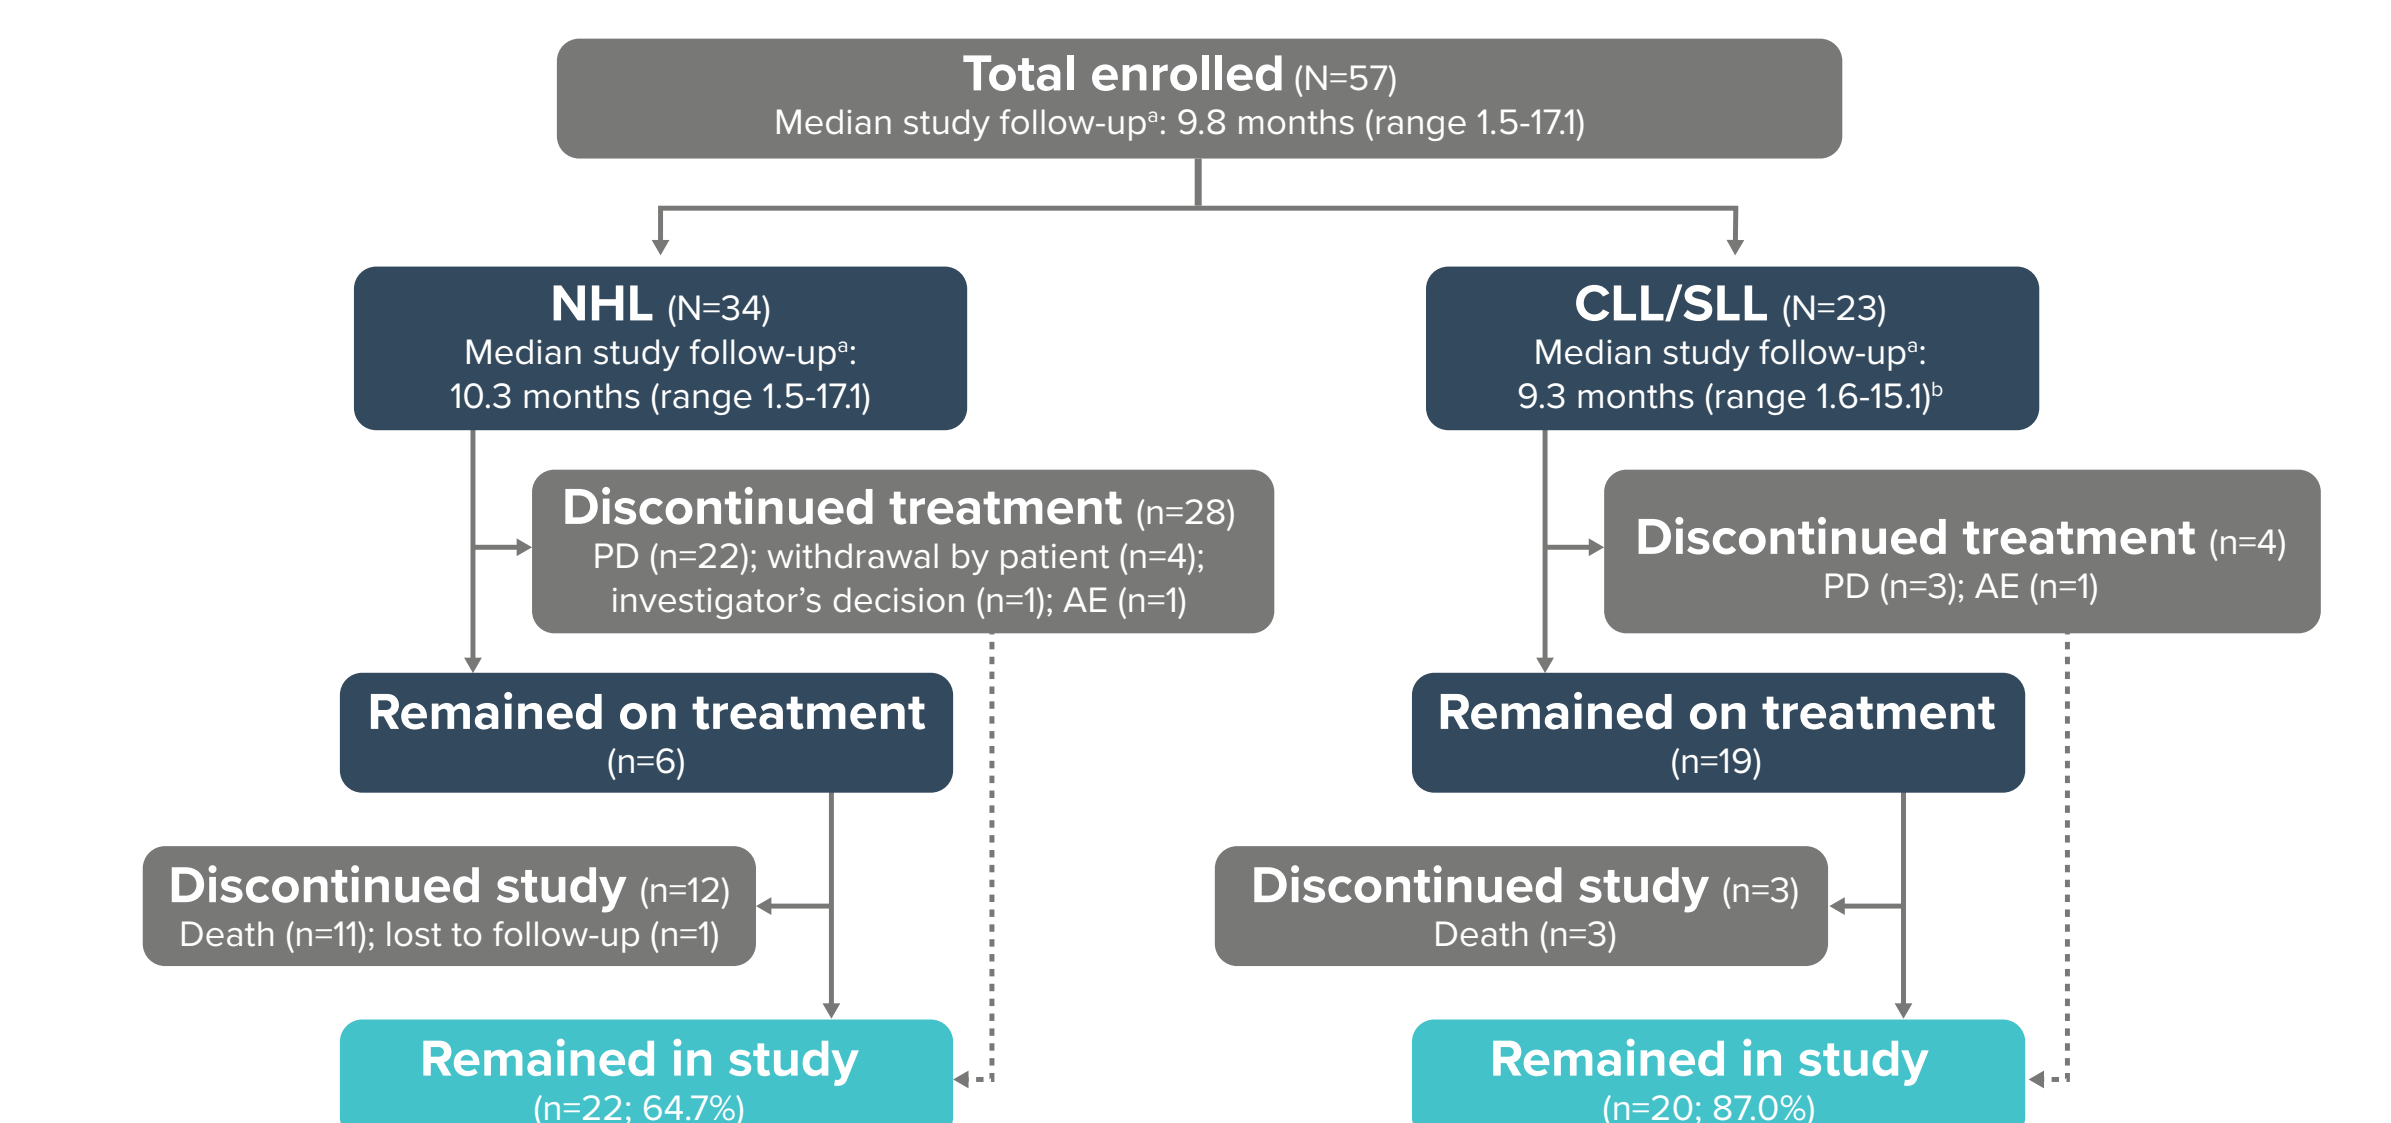 Total enrolled (N=57)
Median study follow-upᵃ: 9.8 months (range 1.5-17.1)
NHL (N=34)
Median study follow-upᵃ:
10.3 months (range 1.5-17.1)
CLL/SLL (N=23)
Median study follow-upᵃ:
9.3 months (range 1.6-15.1)ᵇ
Discontinued treatment (n=28)
PD (n=22); withdrawal by patient (n=4);
investigator’s decision (n=1); AE (n=1)
Discontinued treatment (n=4)
PD (n=3); AE (n=1)
Remained on treatment
(n=6)
Remained on treatment
(n=19)
Discontinued study (n=12)
Death (n=11); lost to follow-up (n=1)
Discontinued study (n=3)
Death (n=3)
Remained in study
(n=22; 64.7%)
Remained in study
(n=20; 87.0%)